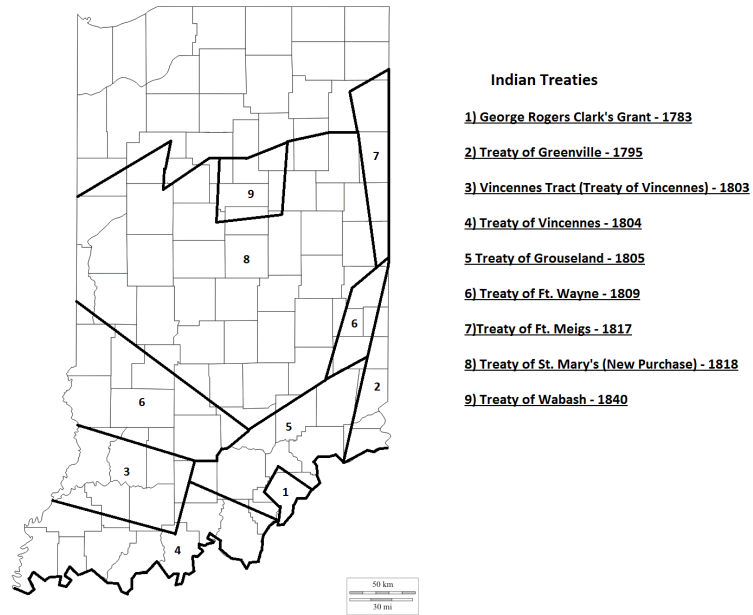 Indian Treaties
1) George Rogers Clark's Grant - 1783
2) Treaty of Greenville - 1795
3) Vincennes Tract (Treaty of Vincennes) - 1803
4) Treaty of Vincennes - 1804
5 Treaty of Grouseland - 1805
6) Treaty of Ft. Wayne - 1809
7)Treaty of Ft. Meigs - 1817
8) Treaty of St. Mary's (New Purchase) - 1818
9) Treaty of Wabash - 1840
7
9
8
6
2
6
5
3
1
4
50 km
30 mi